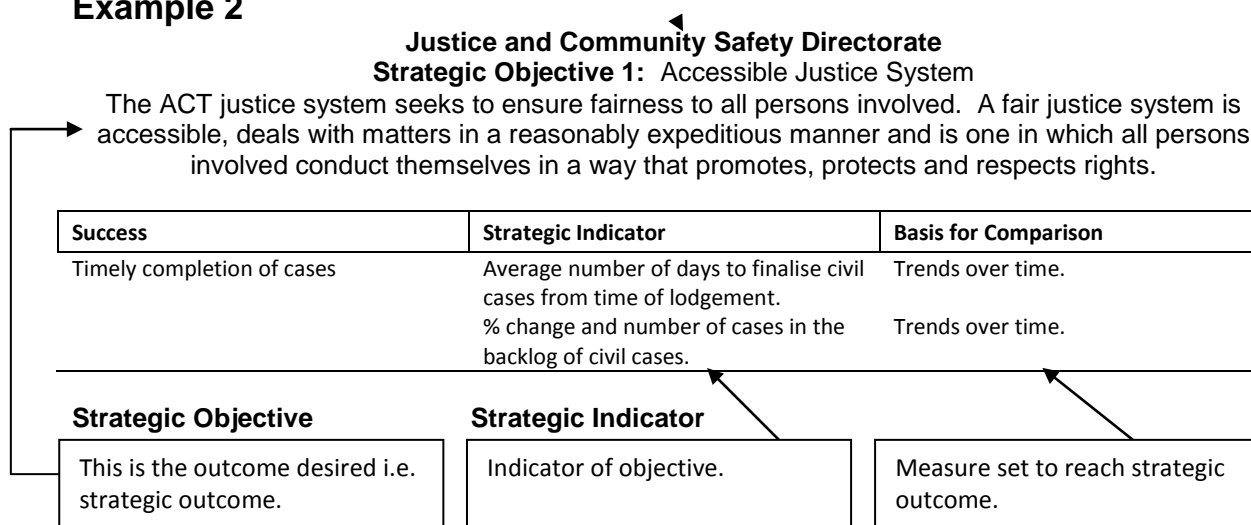 Example 2
Justice and Community Safety Directorate
Strategic Objective 1: Accessible Justice System
The ACT justice system seeks to ensure fairness to all persons involved. A fair justice system is
accessible, deals with matters in a reasonably expeditious manner and is one in which all persons
involved conduct themselves in a way that promotes, protects and respects rights.
Success Strategic Indicator Basis for Comparison
Timely completion of cases Average number of days to finalise civil Trends over time.
cases from time of lodgement.
% change and number of cases in the Trends over time.
backlog of civil cases.
Strategic Objective Strategic Indicator
This is the outcome desired i.e. Indicator of objective. Measure set to reach strategic
strategic outcome. outcome.